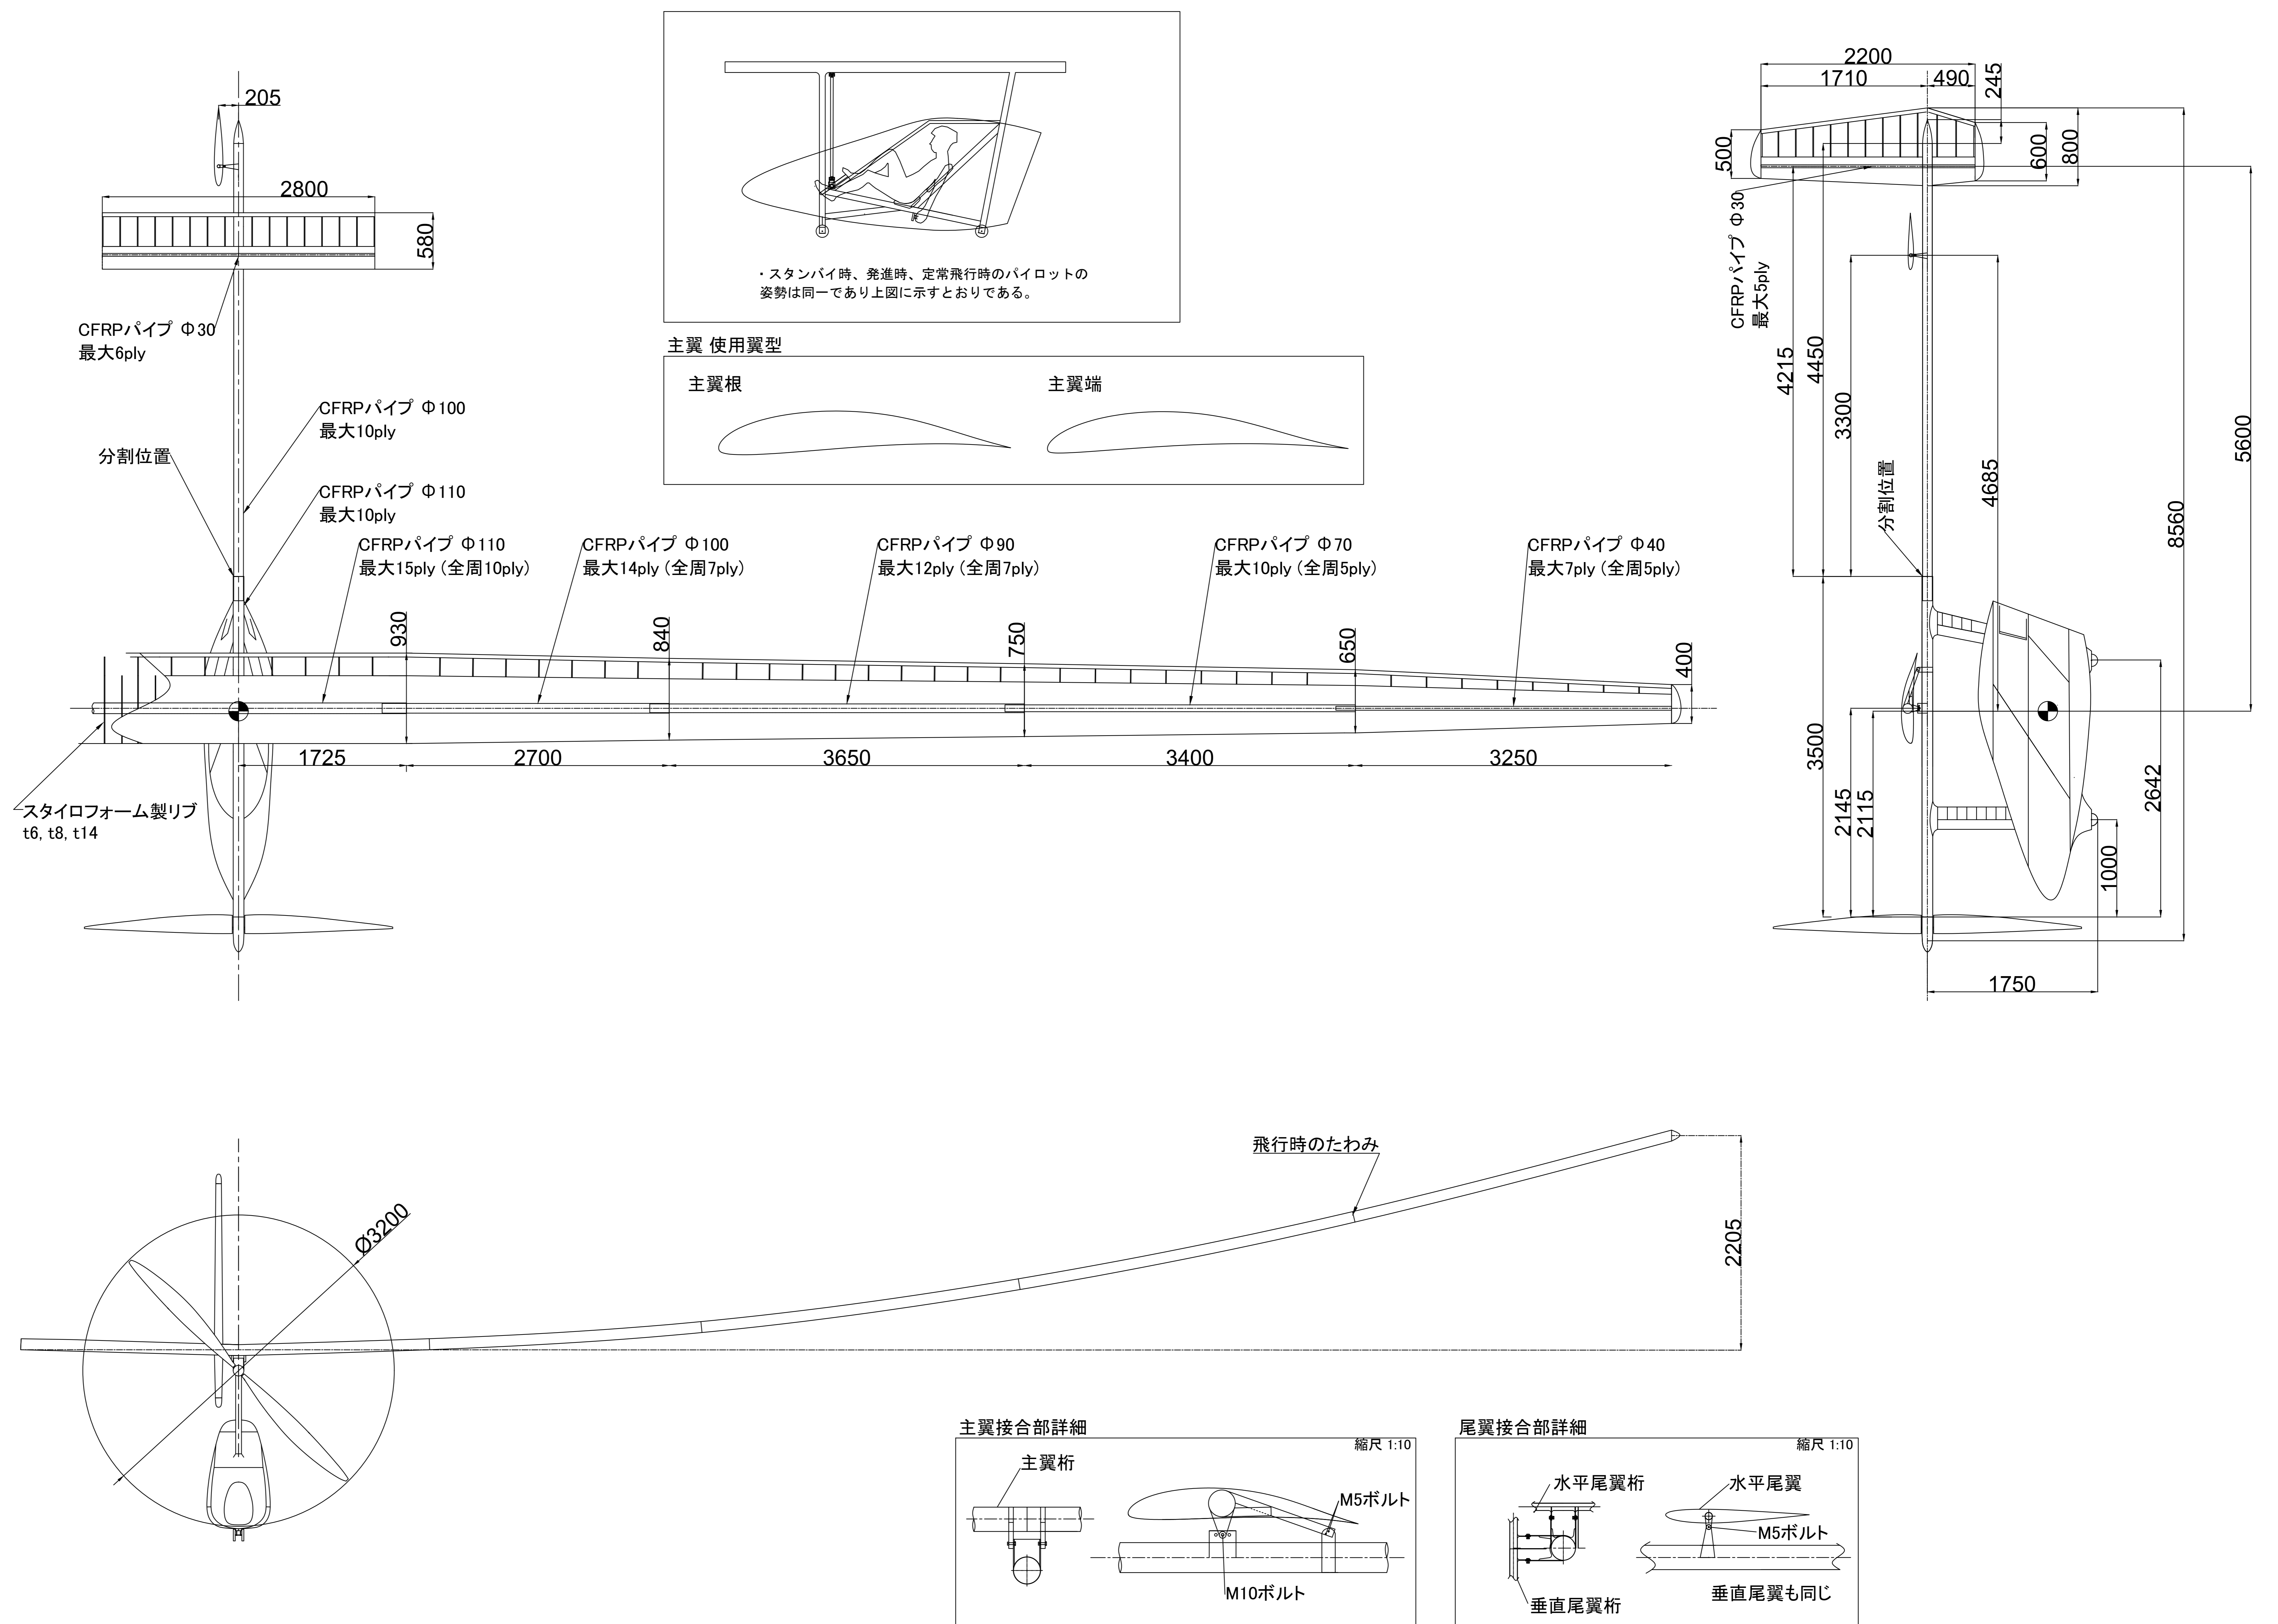 205
2800
580
CFRPパイプ Φ30
最大6ply
CFRPパイプ Φ100
最大10ply
分割位置
CFRPパイプ Φ110
最大10ply
・スタンバイ時、発進時、定常飛行時のパイロットの
姿勢は同一であり上図に示すとおりである。
主翼 使用翼型
主翼根
主翼端
CFRPパイプ Φ110
最大15ply (全周10ply)
CFRPパイプ Φ100
最大14ply (全周7ply)
CFRPパイプ Φ90
最大12ply (全周7ply)
CFRPパイプ Φ70
最大10ply (全周5ply)
CFRPパイプ Φ40
最大7ply (全周5ply)
930
840
750
650
400
1725
2700
3650
3400
3250
スタイロフォーム製リブ
t6, t8, t14
2200
1710
490
245
500
600
800
CFRPパイプ Φ30
最大5ply
4215
4450
3300
分割位置
4685
5600
8560
3500
2145
2115
2642
1000
1750
飛行時のたわみ
Ø3200
2205
主翼接合部詳細
縮尺 1:10
主翼桁
M5ボルト
M10ボルト
尾翼接合部詳細
縮尺 1:10
水平尾翼桁
水平尾翼
M5ボルト
垂直尾翼桁
垂直尾翼も同じ